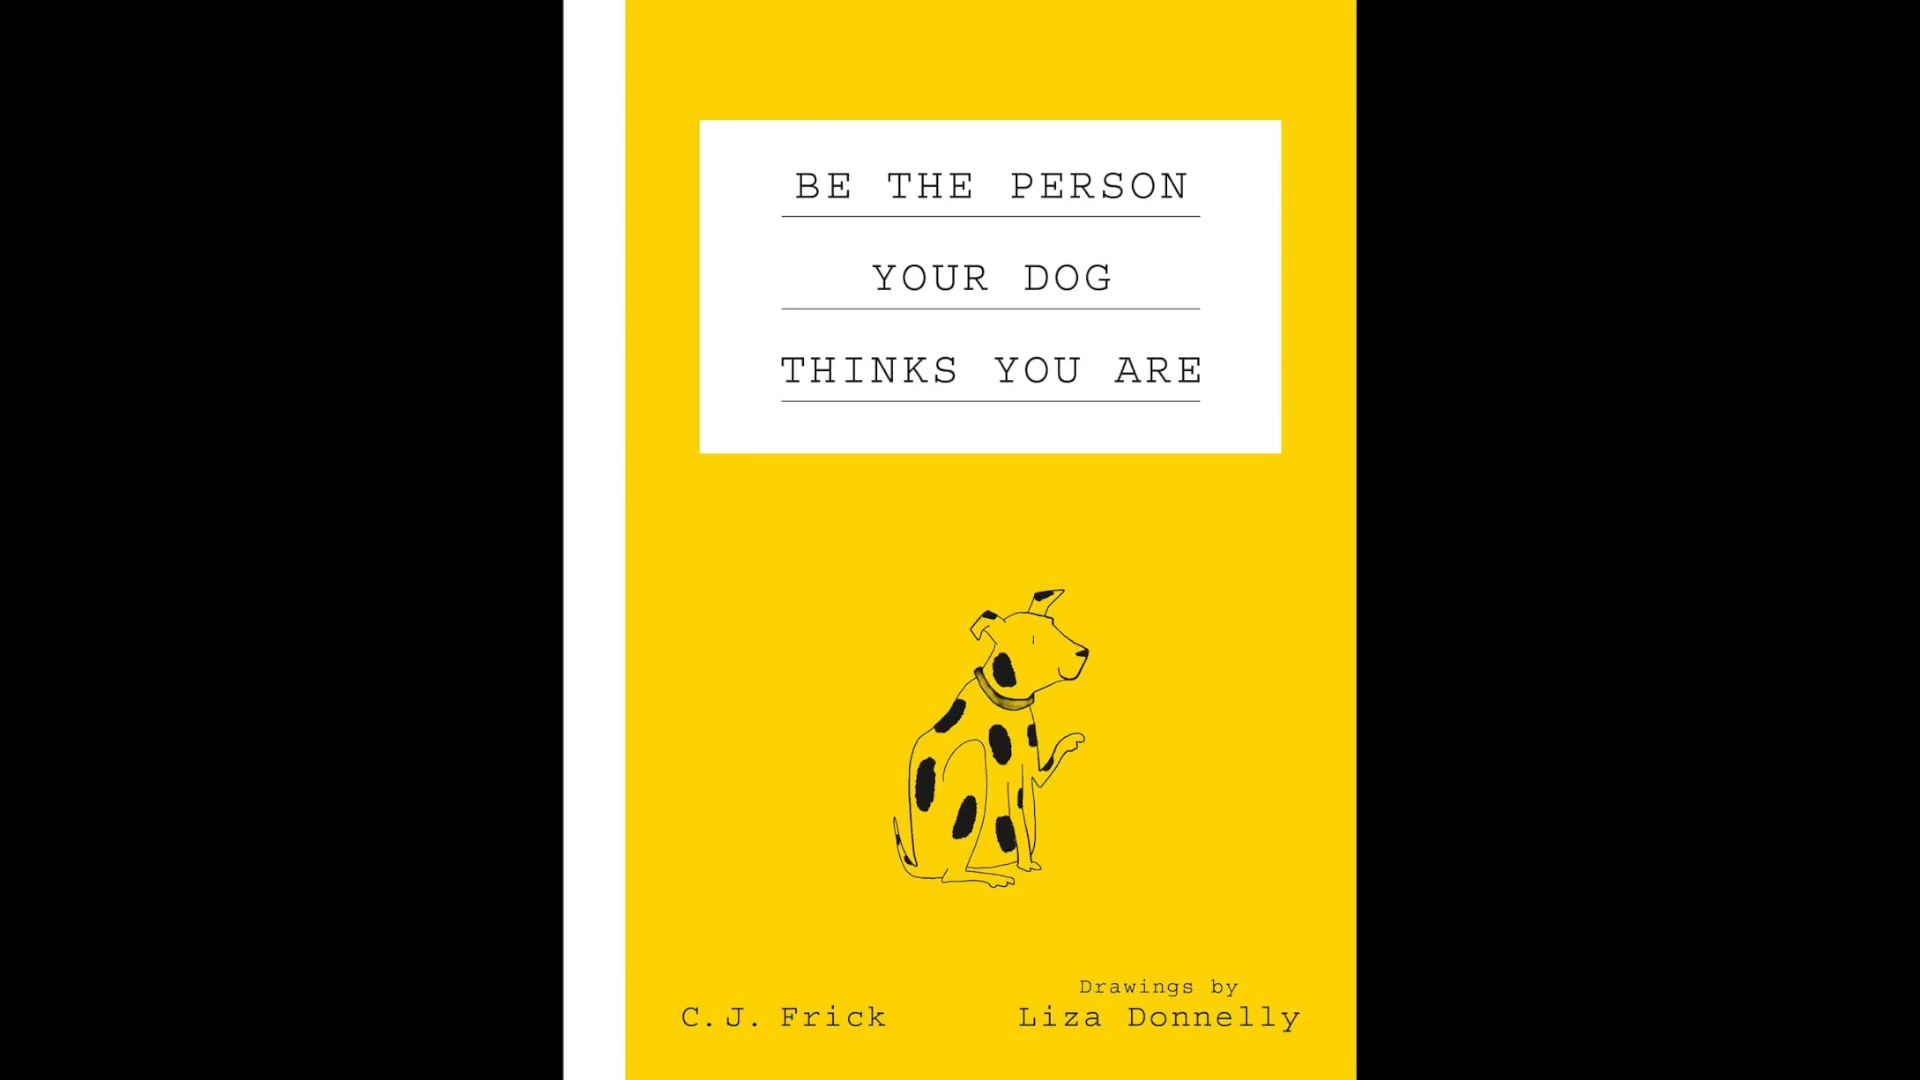 BE THE PERSON
YOUR DOG
THINKS YOU ARE
C.J. Frick
Drawings by
Liza Donnelly